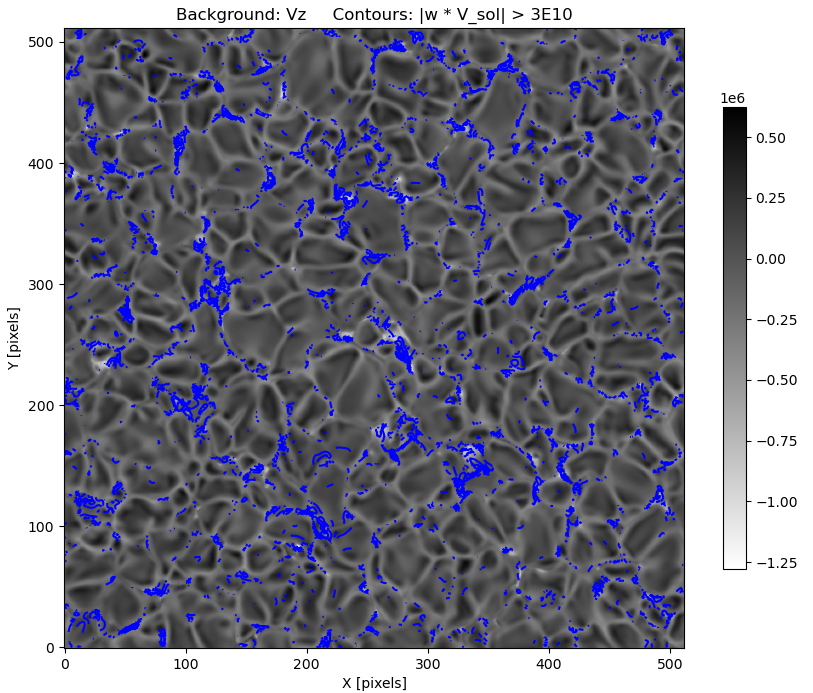 Background: Vz Contours: |w * V_sol| > 3E10
1e6
500
400
300
200
100
0
0.50
0.25
0.00
−0.25
−0.50
−0.75
−1.00
−1.25
Y [pixels]
0 100 200 300 400 500
X [pixels]